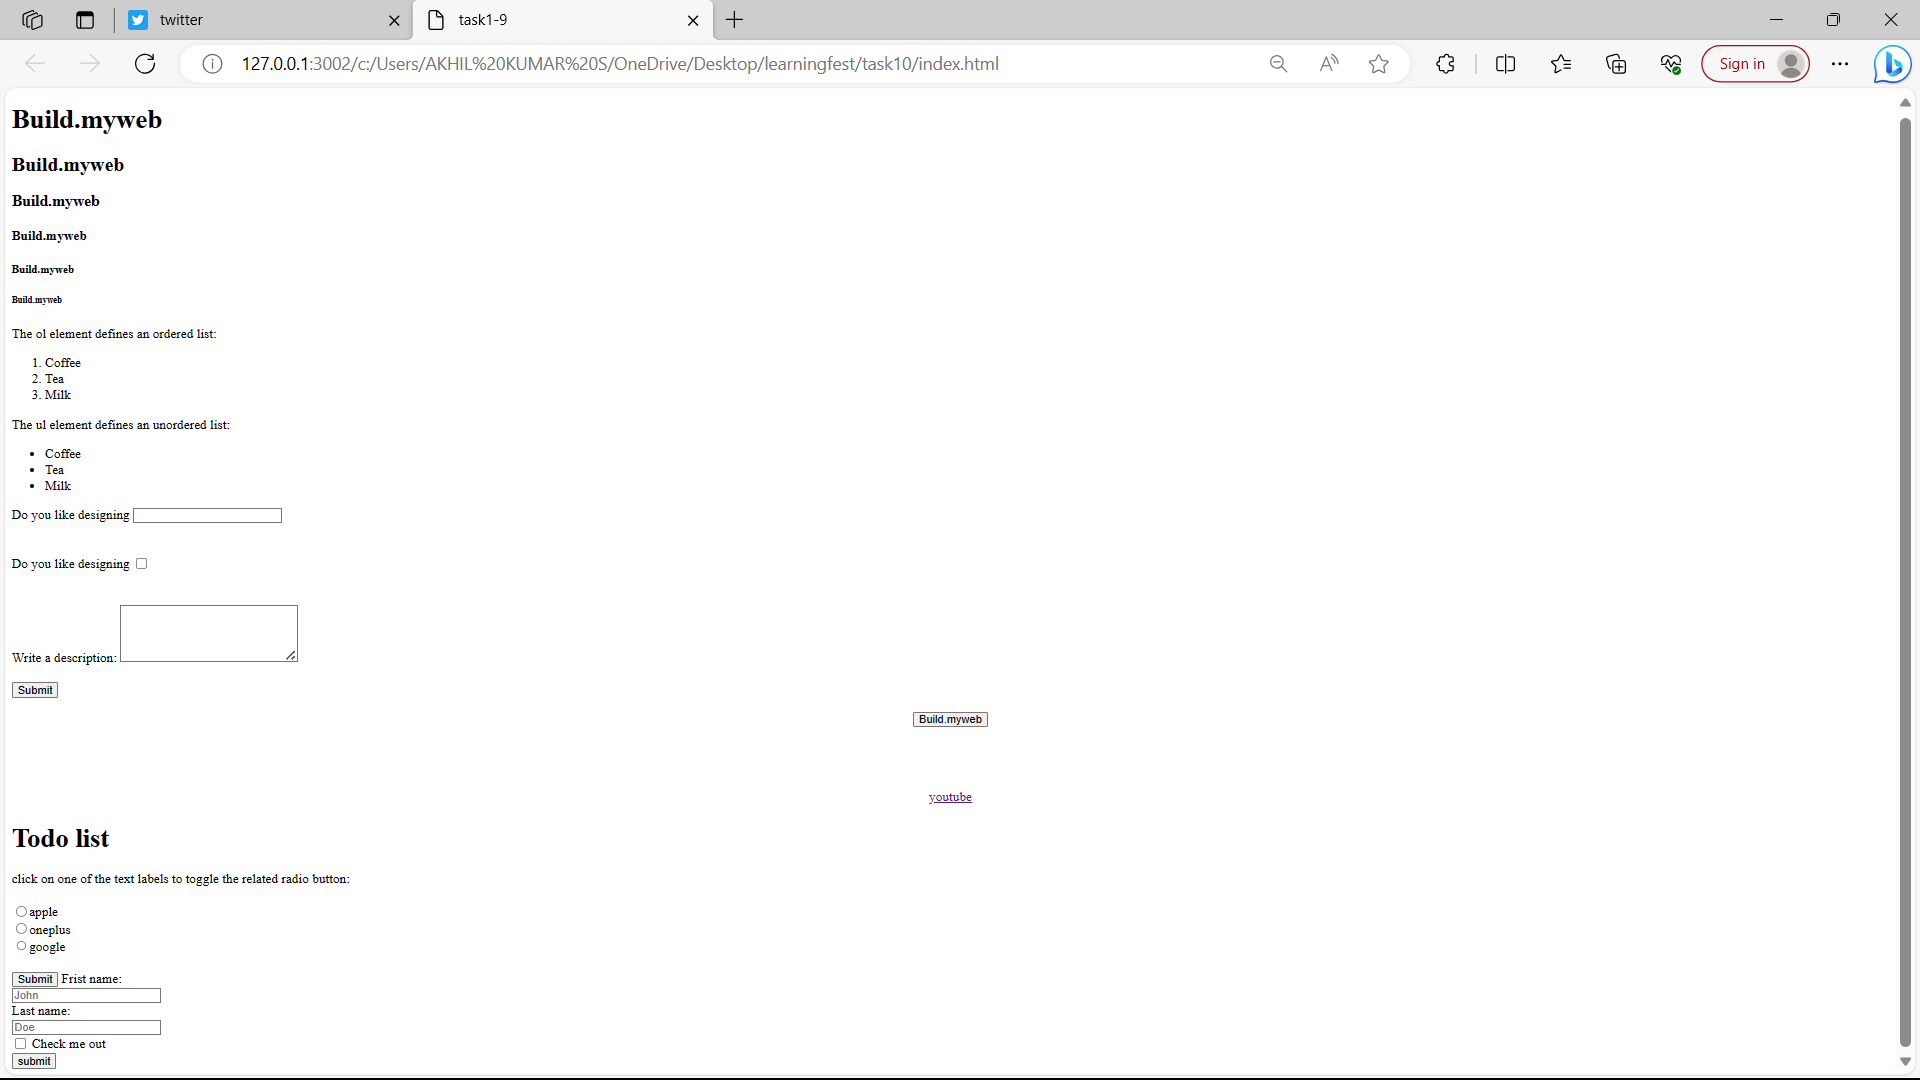 twitter
task1-9
127.0.0.1:3002/c:/Users/AKHIL%20KUMAR%20S/OneDrive/Desktop/learningfest/task10/index.html
Sign in
Build.myweb
Build.myweb
Build.myweb
Build.myweb
Build.myweb
Build.myweb
The ol element defines an ordered list:
1. Coffee
2. Tea
3. Milk
The ul element defines an unordered list:
• Coffee
• Tea
• Milk
Do you like designing
Do you like designing
Write a description:
Submit
Build.myweb
youtube
Todo list
click on one of the text labels to toggle the related radio button:
apple
oneplus
google
Submit Frist name:
John
Last name:
Doe
Check me out
submit